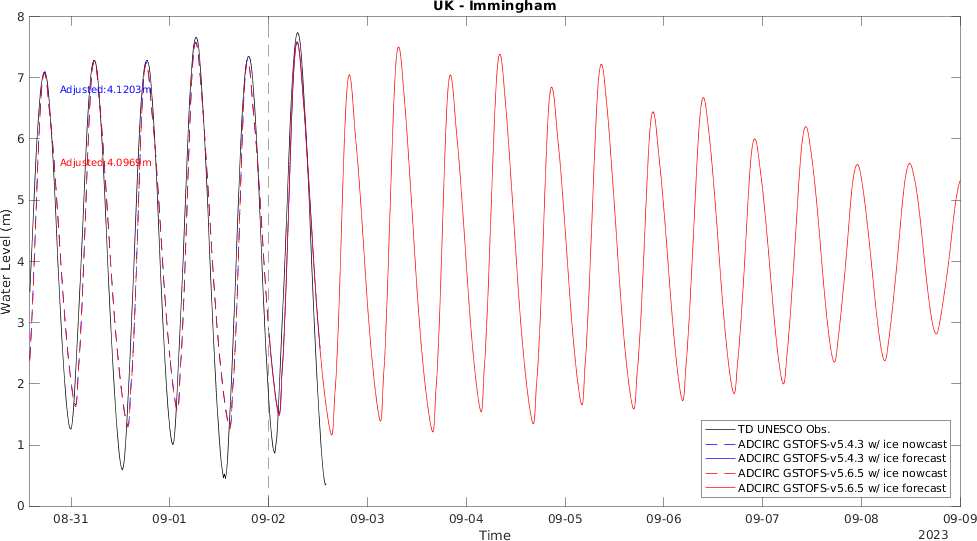 UK - Immingham
8
7
6
5
4
3
2
1
0
Water Level (m)
Adjusted:4.1203m
Adjusted:4.0969m
TD UNESCO Obs.
ADCIRC GSTOFS-v5.4.3 w/ ice nowcast
ADCIRC GSTOFS-v5.4.3 w/ ice forecast
ADCIRC GSTOFS-v5.6.5 w/ ice nowcast
ADCIRC GSTOFS-v5.6.5 w/ ice forecast
08-31 09-01 09-02 09-03 09-04 09-05 09-06 09-07 09-08 09-09
Time
2023